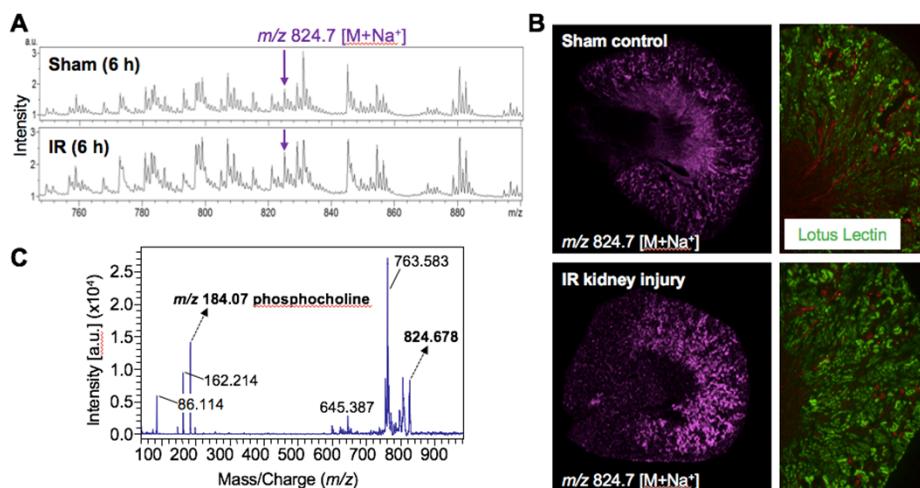 A
m/z 824.7 [M+Na⁺]
a.u.
3
2
1
Sham (6 h)
Intensity
3
2
1
IR (6 h)
760 780 800 820 840 860 880 m/z
B
Sham control
m/z 824.7 [M+Na⁺]
Lotus Lectin
IR kidney injury
m/z 824.7 [M+Na⁺]
C
Intensity [a.u.] (x10⁴)
2.5
2.0
1.5
1.0
0.5
0.0
763.583
m/z 184.07 phosphocholine
824.678
162.214
86.114
645.387
100 200 300 400 500 600 700 800 900
Mass/Charge (m/z)